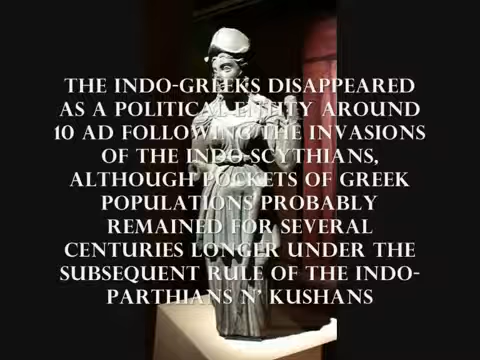 THE INDO-GREEKS DISAPPEARED
AS A POLITICAL ENTITY AROUND
10 AD FOLLOWING THE INVASIONS
OF THE INDO-SCYTHIANS,
ALTHOUGH POCKETS OF GREEK
POPULATIONS PROBABLY
REMAINED FOR SEVERAL
CENTURIES LONGER UNDER THE
SUBSEQUENT RULE OF THE INDO-
PARTHIANS N' KUSHANS